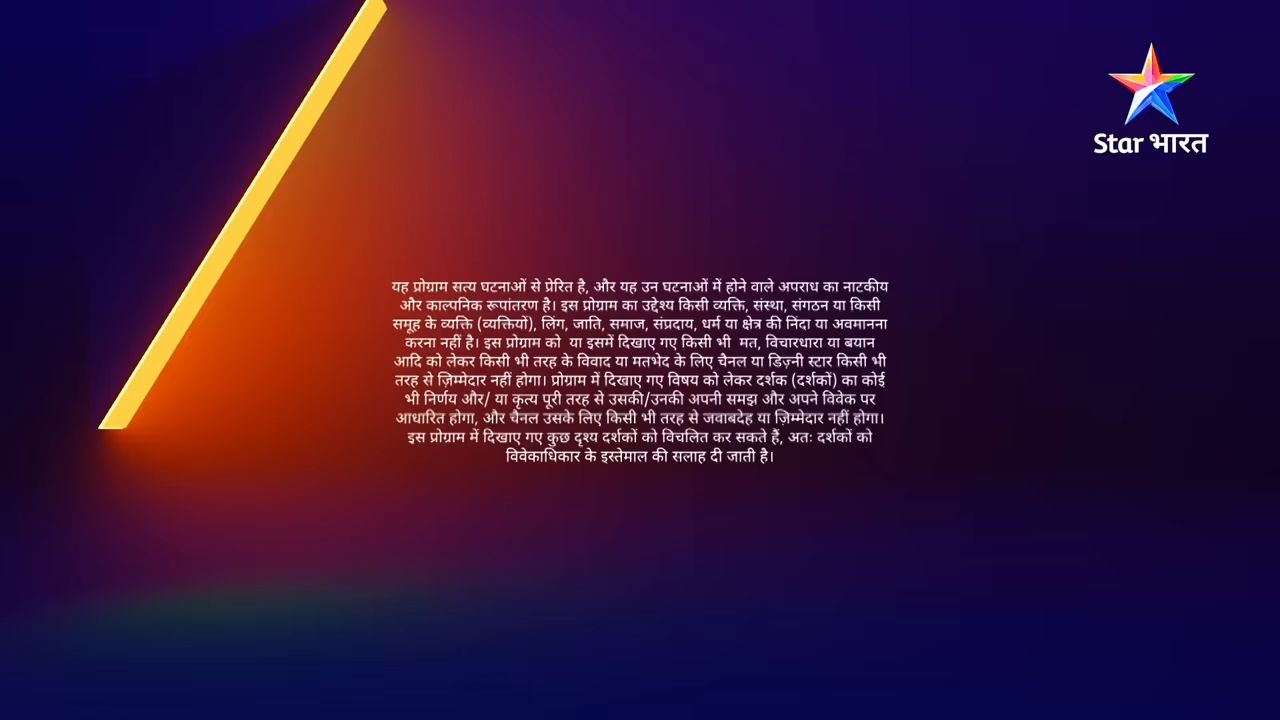 Star भारत
यह प्रोग्राम सत्य घटनाओं से प्रेरित है, और यह उन घटनाओं में होने वाले अपराध का नाटकीय
और काल्पनिक रूपांतरण है। इस प्रोग्राम का उद्देश्य किसी व्यक्ति, संस्था, संगठन या किसी
समूह के व्यक्ति (व्यक्तियों), लिंग, जाति, समाज, संप्रदाय, धर्म या क्षेत्र की निंदा या अवमानना
करना नहीं है। इस प्रोग्राम को या इसमें दिखाए गए किसी भी मत, विचारधारा या बयान
आदि को लेकर किसी भी तरह के विवाद या मतभेद के लिए चैनल या डिज़्नी स्टार किसी भी
तरह से ज़िम्मेदार नहीं होगा। प्रोग्राम में दिखाए गए विषय को लेकर दर्शक (दर्शकों) का कोई
भी निर्णय और/ या कृत्य पूरी तरह से उसकी/उनकी अपनी समझ और अपने विवेक पर
आधारित होगा, और चैनल उसके लिए किसी भी तरह से जवाबदेह या ज़िम्मेदार नहीं होगा।
इस प्रोग्राम में दिखाए गए कुछ दृश्य दर्शकों को विचलित कर सकते हैं, अतः दर्शकों को
विवेकाधिकार के इस्तेमाल की सलाह दी जाती है।